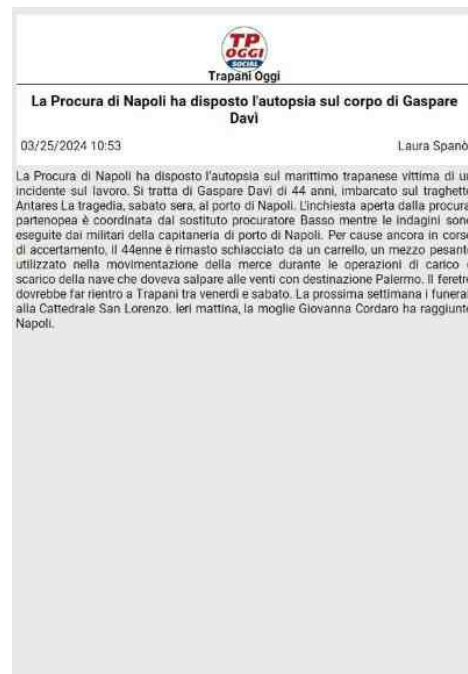 TP
OGGI
SOCIAL
Trapani Oggi
La Procura di Napoli ha disposto l'autopsia sul corpo di Gaspare
Davì
03/25/2024 10:53
Laura Spanò
La Procura di Napoli ha disposto l'autopsia sul marittimo trapanese vittima di un
incidente sul lavoro. Si tratta di Gaspare Davì di 44 anni, imbarcato sul traghetto
Antares La tragedia, sabato sera, al porto di Napoli. L'inchiesta aperta dalla procura
partenopea è coordinata dal sostituto procuratore Basso mentre le indagini sono
eseguite dai militari della capitaneria di porto di Napoli. Per cause ancora in corso
di accertamento, il 44enne è rimasto schiacciato da un carrello, un mezzo pesante
utilizzato nella movimentazione della merce durante le operazioni di carico e
scarico della nave che doveva salpare alle venti con destinazione Palermo. Il feretro
dovrebbe far rientro a Trapani tra venerdì e sabato. La prossima settimana i funerali
alla Cattedrale San Lorenzo. Ieri mattina, la moglie Giovanna Cordaro ha raggiunto
Napoli.